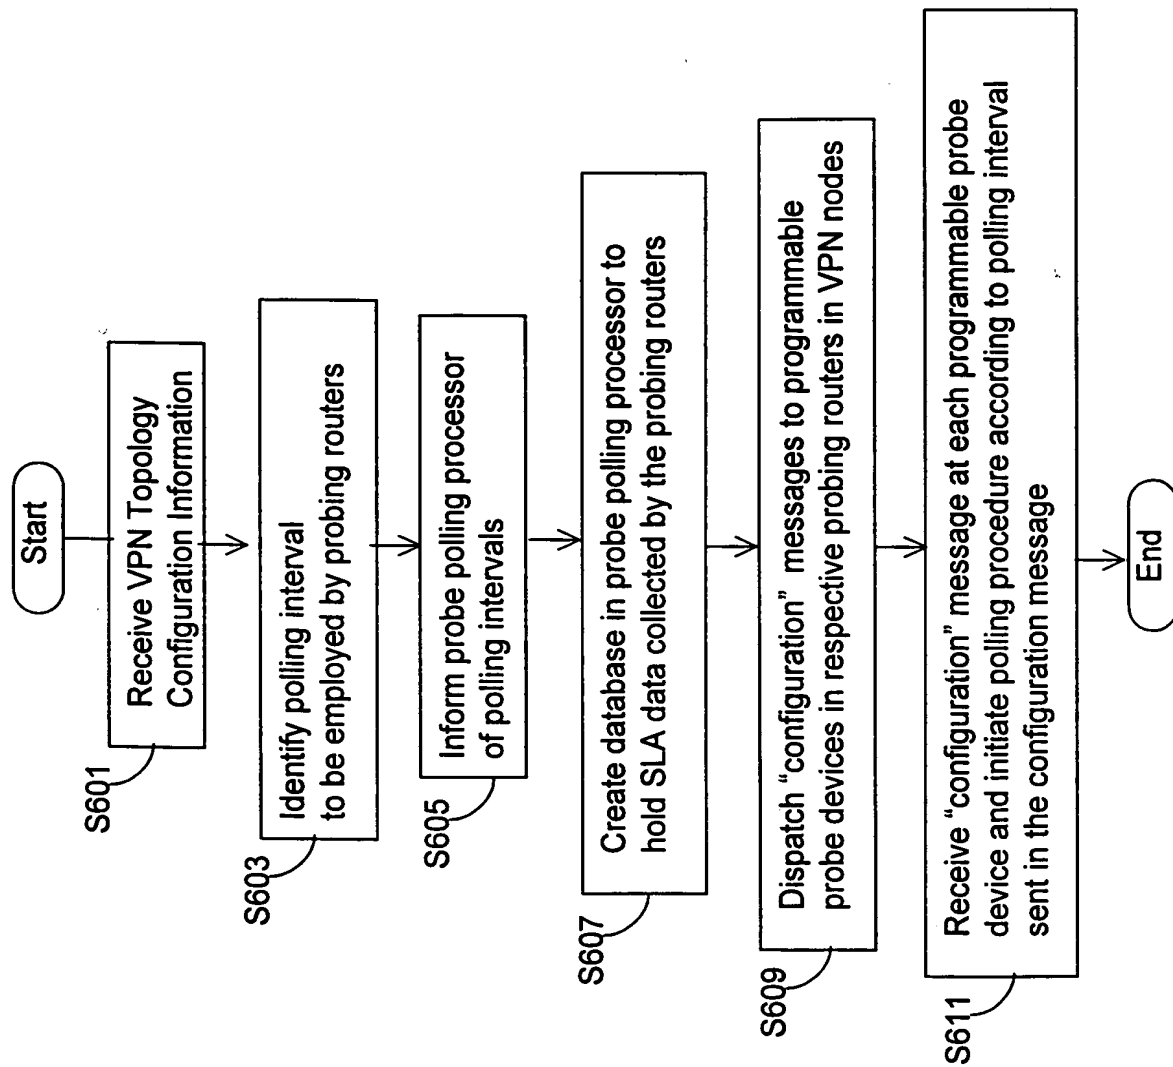 Start
S601
Receive VPN Topology
Configuration Information
S603
Identify polling interval
to be employed by probing routers
S605
Inform probe polling processor
of polling intervals
S607
Create database in probe polling processor to
hold SLA data collected by the probing routers
S609
Dispatch “configuration” messages to programmable
probe devices in respective probing routers in VPN nodes
S611
Receive “configuration” message at each programmable probe
device and initiate polling procedure according to polling interval
sent in the configuration message
End